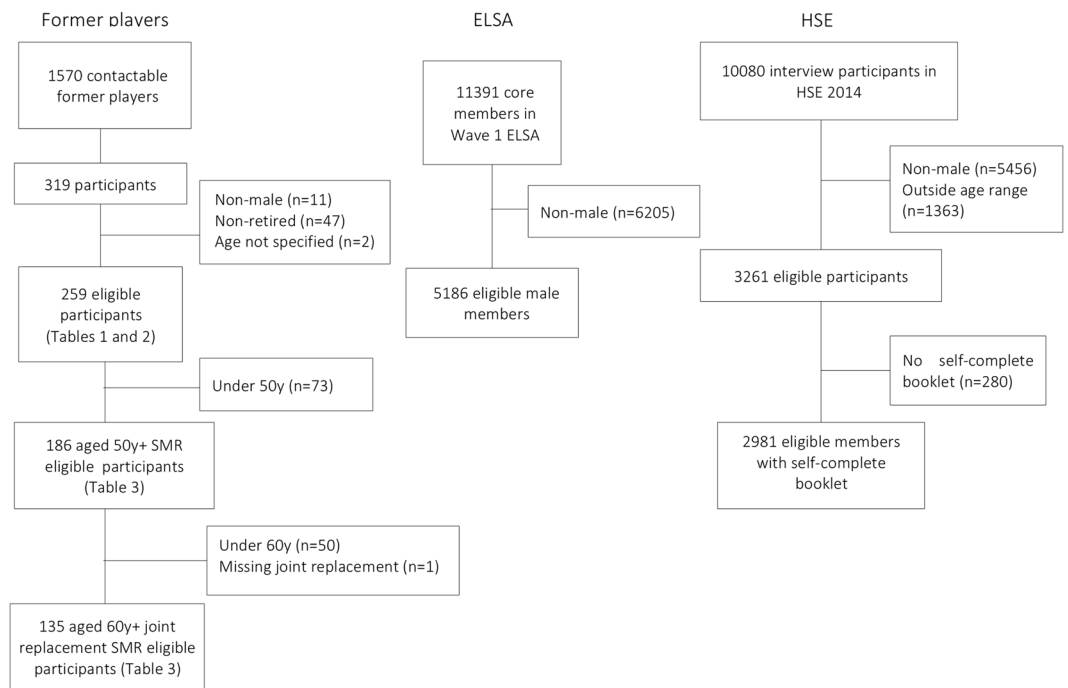 Former players
1570 contactable
former players
319 participants
Non-male (n=11)
Non-retired (n=47)
Age not specified (n=2)
259 eligible
participants
(Tables 1 and 2)
Under 50y (n=73)
186 aged 50y+ SMR
eligible participants
(Table 3)
Under 60y (n=50)
Missing joint replacement (n=1)
135 aged 60y+ joint
replacement SMR eligible
participants (Table 3)
ELSA
11391 core
members in
Wave 1 ELSA
Non-male (n=6205)
5186 eligible male
members
HSE
10080 interview participants in
HSE 2014
Non-male (n=5456)
Outside age range
(n=1363)
3261 eligible participants
No self-complete
booklet (n=280)
2981 eligible members
with self-complete
booklet